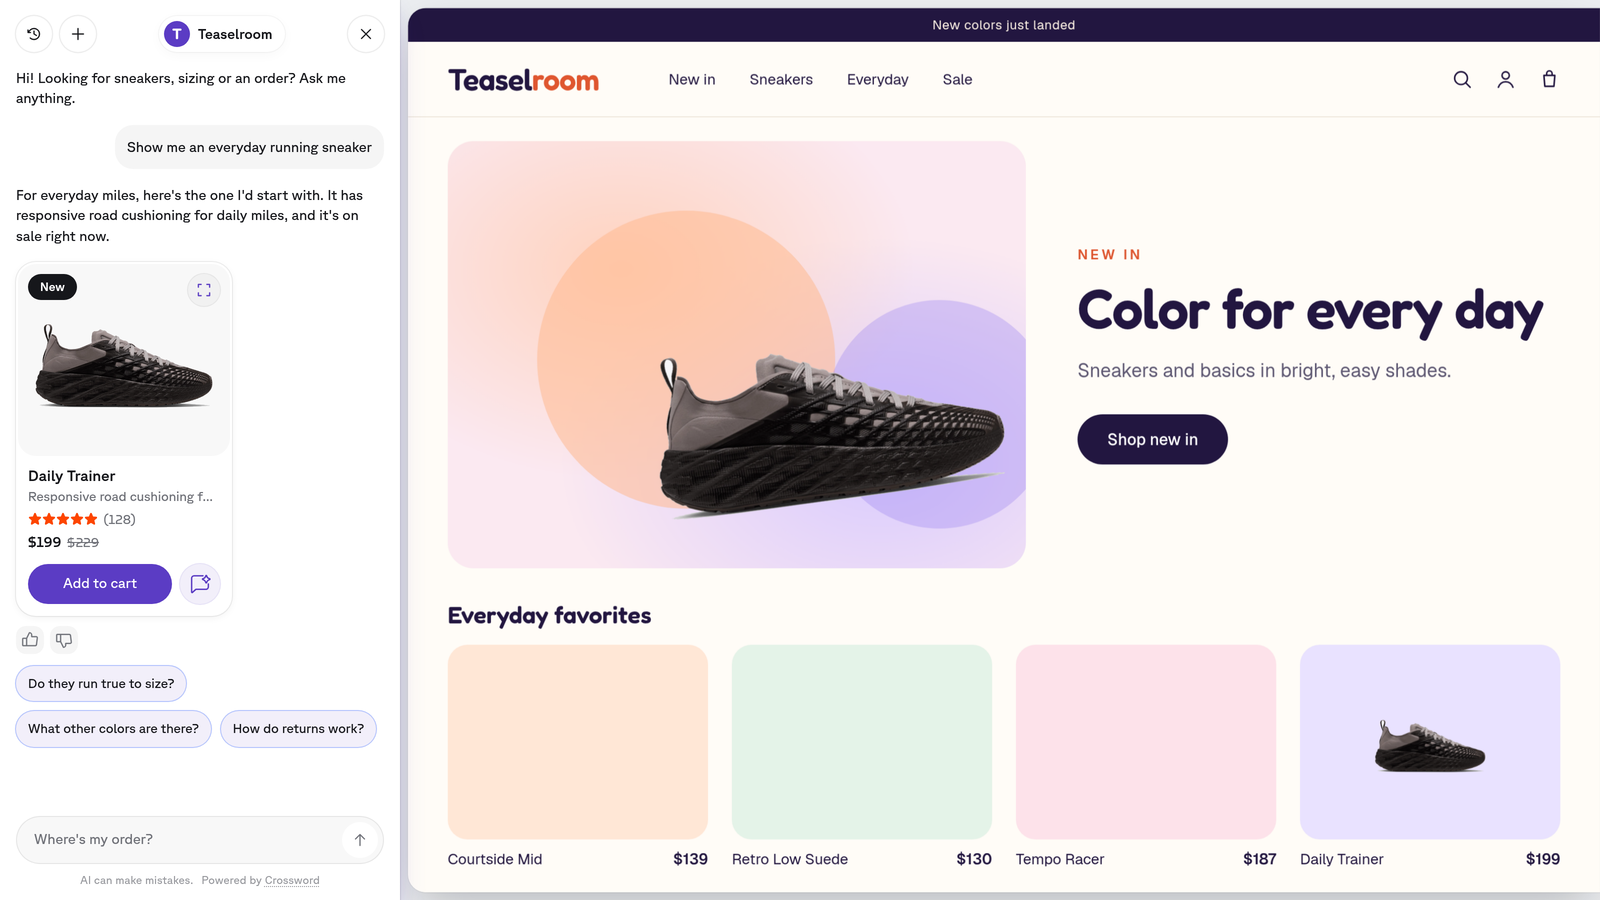 New colors just landed
T Teaselroom
Hi! Looking for sneakers, sizing or an order? Ask me
anything.
Show me an everyday running sneaker
For everyday miles, here's the one I'd start with. It has
responsive road cushioning for daily miles, and it's on
sale right now.
New
Daily Trainer
Responsive road cushioning f...
(128)
$199 $229
Add to cart
Do they run true to size?
What other colors are there?
How do returns work?
Where's my order?
AI can make mistakes. Powered by Crossword
Teaselroom
New in
Sneakers
Everyday
Sale
NEW IN
Color for every day
Sneakers and basics in bright, easy shades.
Shop new in
Everyday favorites
Courtside Mid $139
Retro Low Suede $130
Tempo Racer $187
Daily Trainer $199